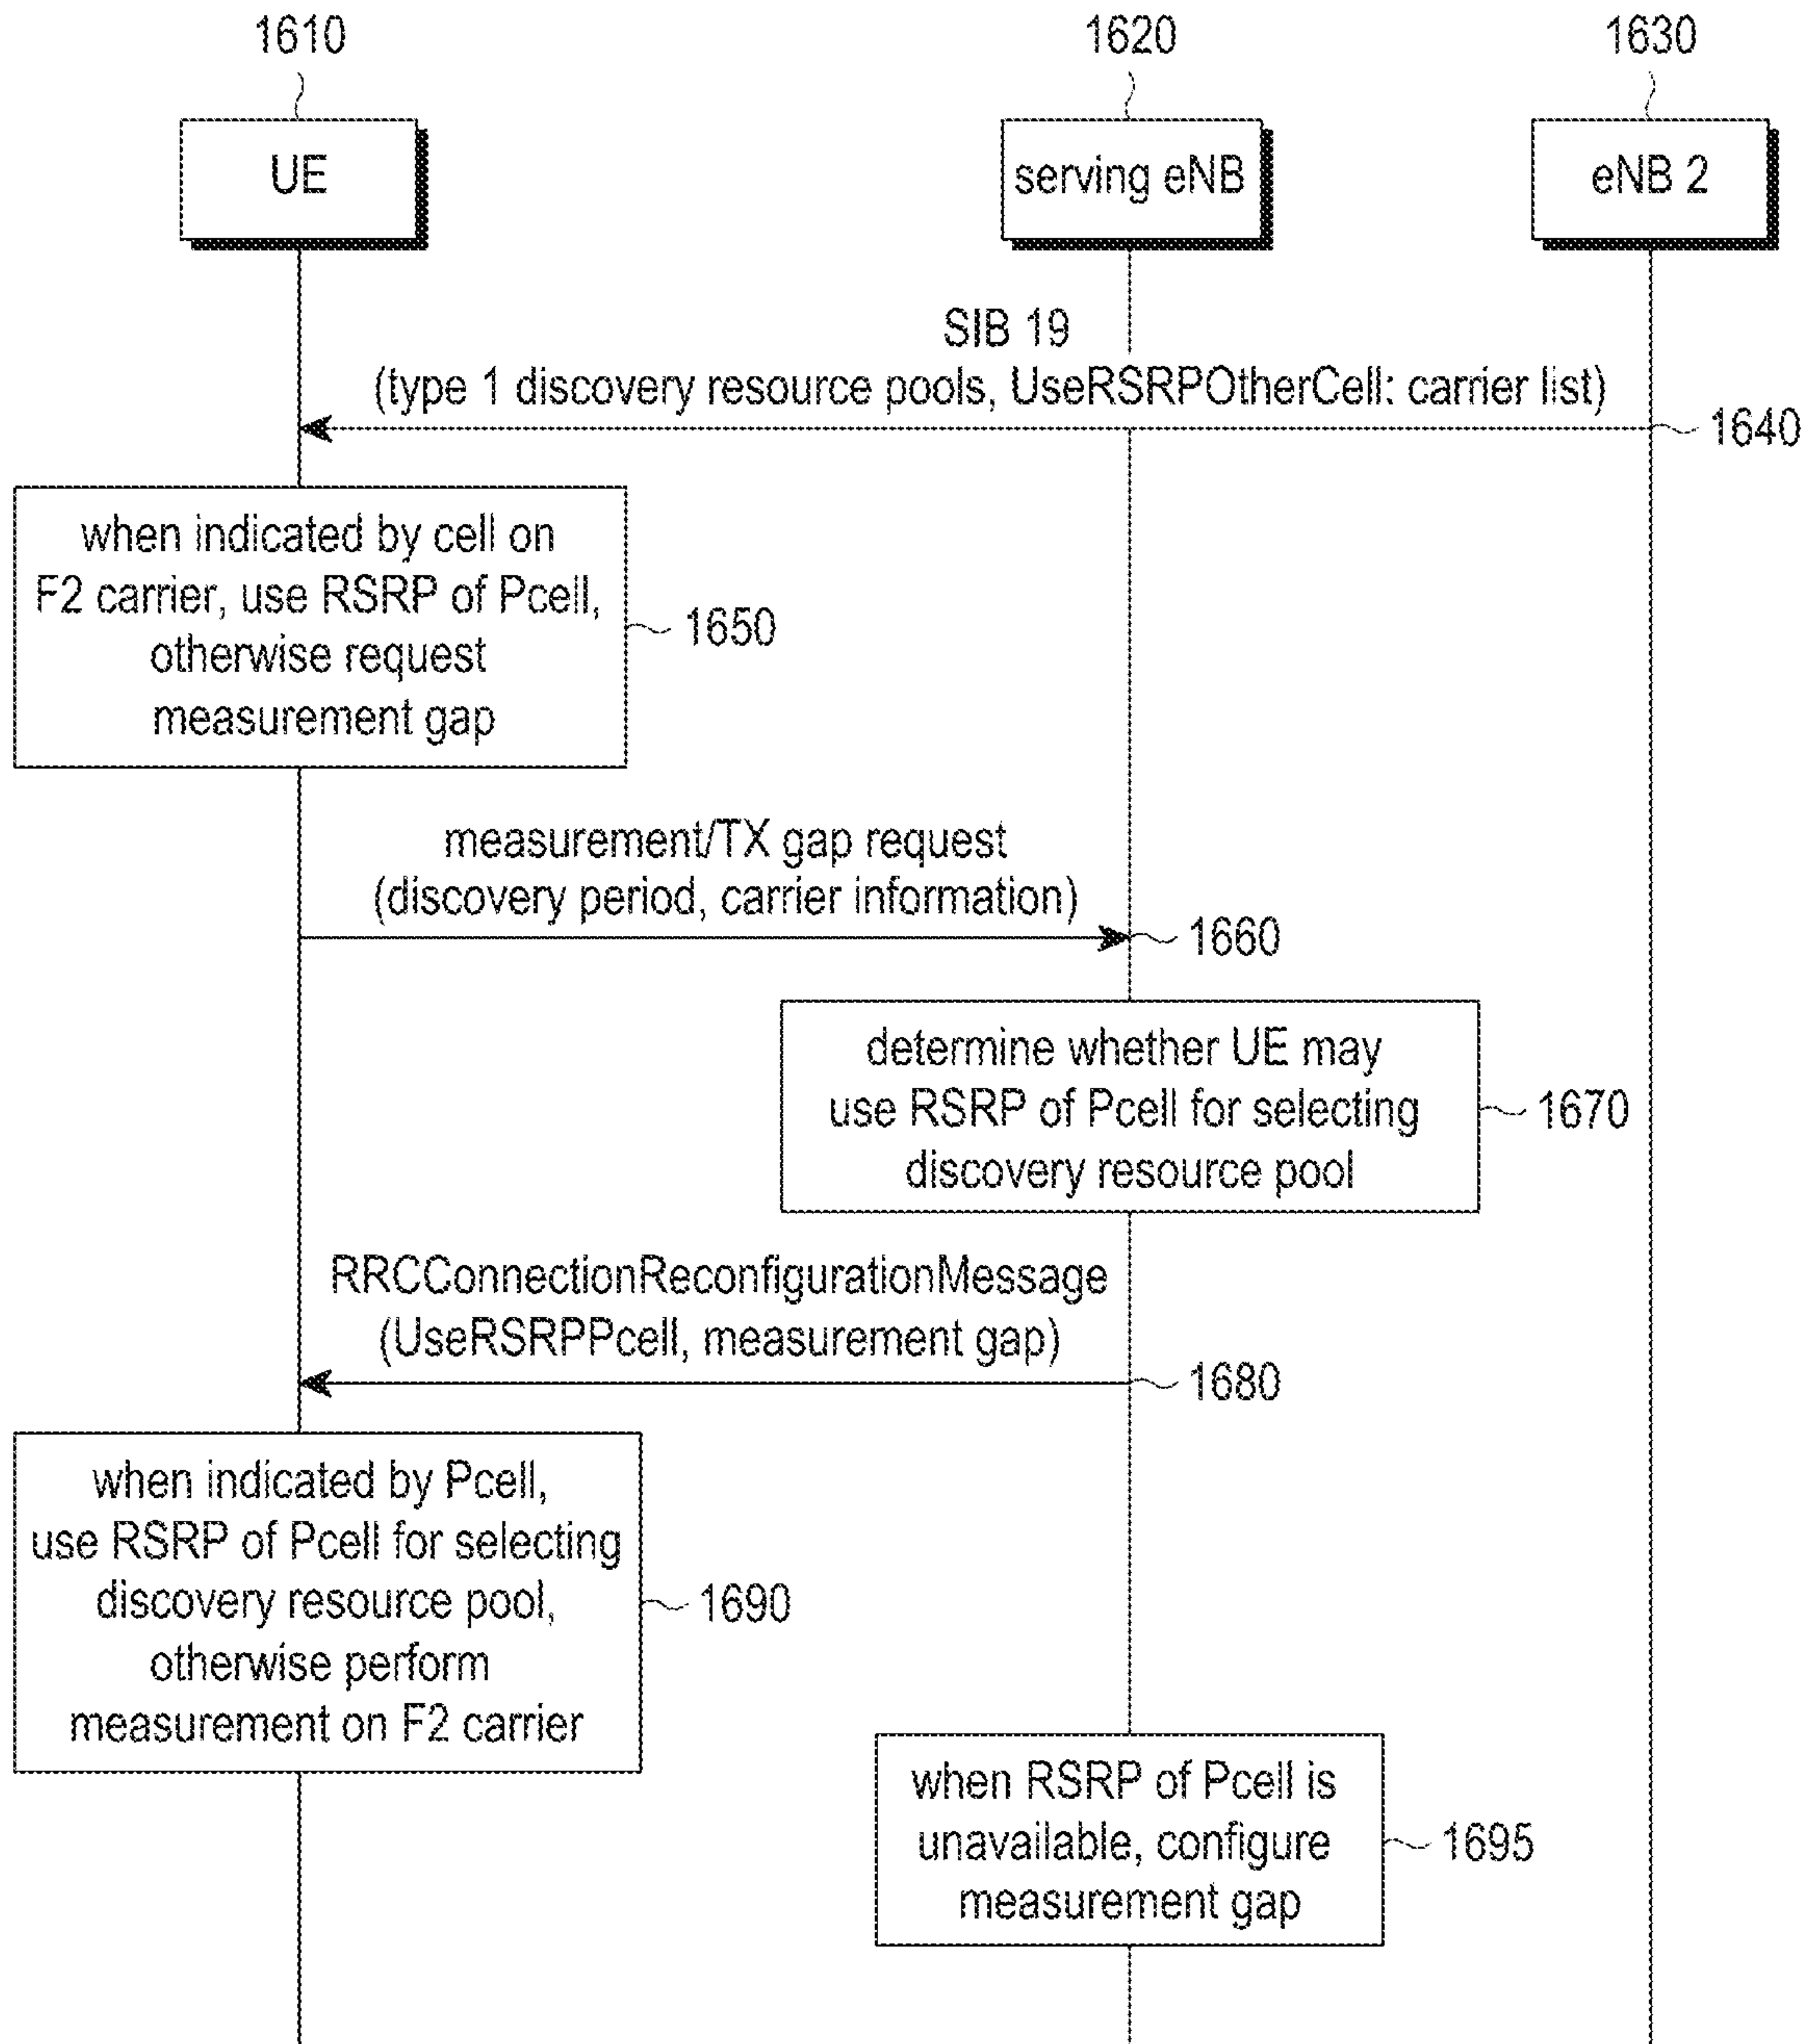 1610
1620
1630
UE
serving eNB
eNB 2
SIB 19
(type 1 discovery resource pools, UseRSRPOtherCell: carrier list)
1640
when indicated by cell on
F2 carrier, use RSRP of Pcell,
otherwise request
measurement gap
1650
measurement/TX gap request
(discovery period, carrier information)
1660
determine whether UE may
use RSRP of Pcell for selecting
discovery resource pool
1670
RRCConnectionReconfigurationMessage
(UseRSRPPcell, measurement gap)
1680
when indicated by Pcell,
use RSRP of Pcell for selecting
discovery resource pool,
otherwise perform
measurement on F2 carrier
1690
when RSRP of Pcell is
unavailable, configure
measurement gap
1695